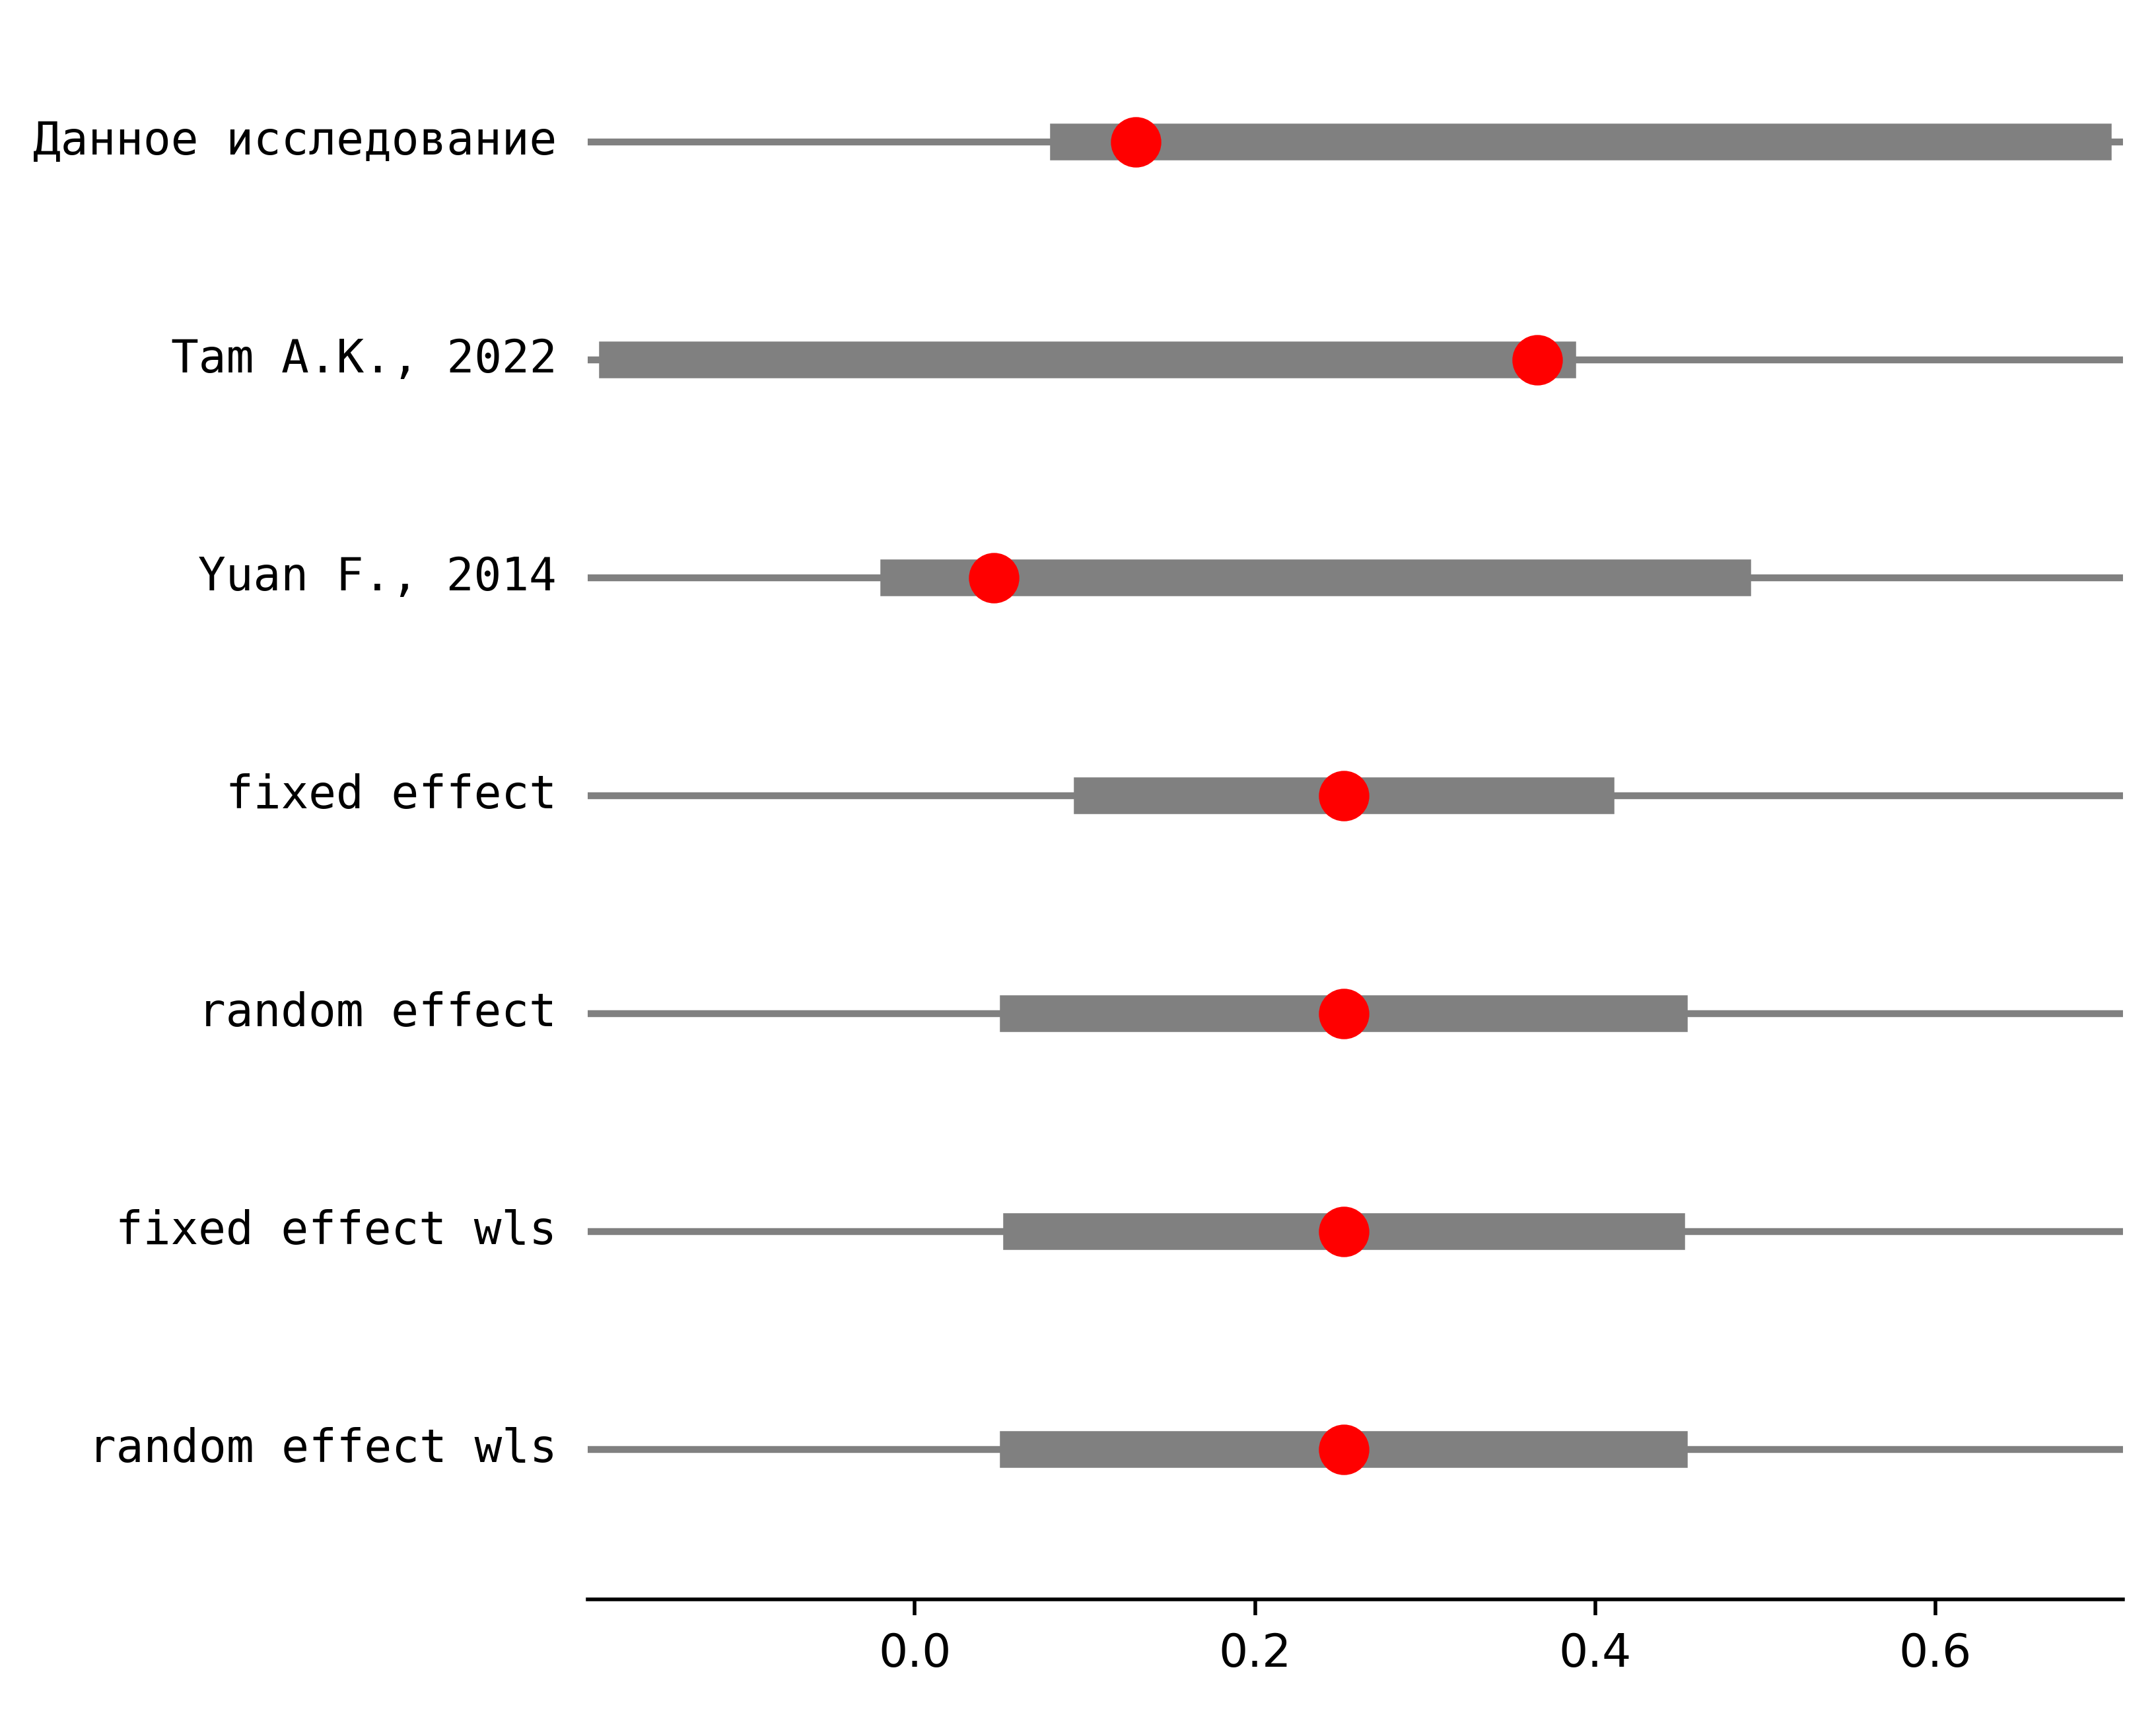 Данное исследование
Tam A.K., 2022
Yuan F., 2014
fixed effect
random effect
fixed effect wls
random effect wls
0.0 0.2 0.4 0.6